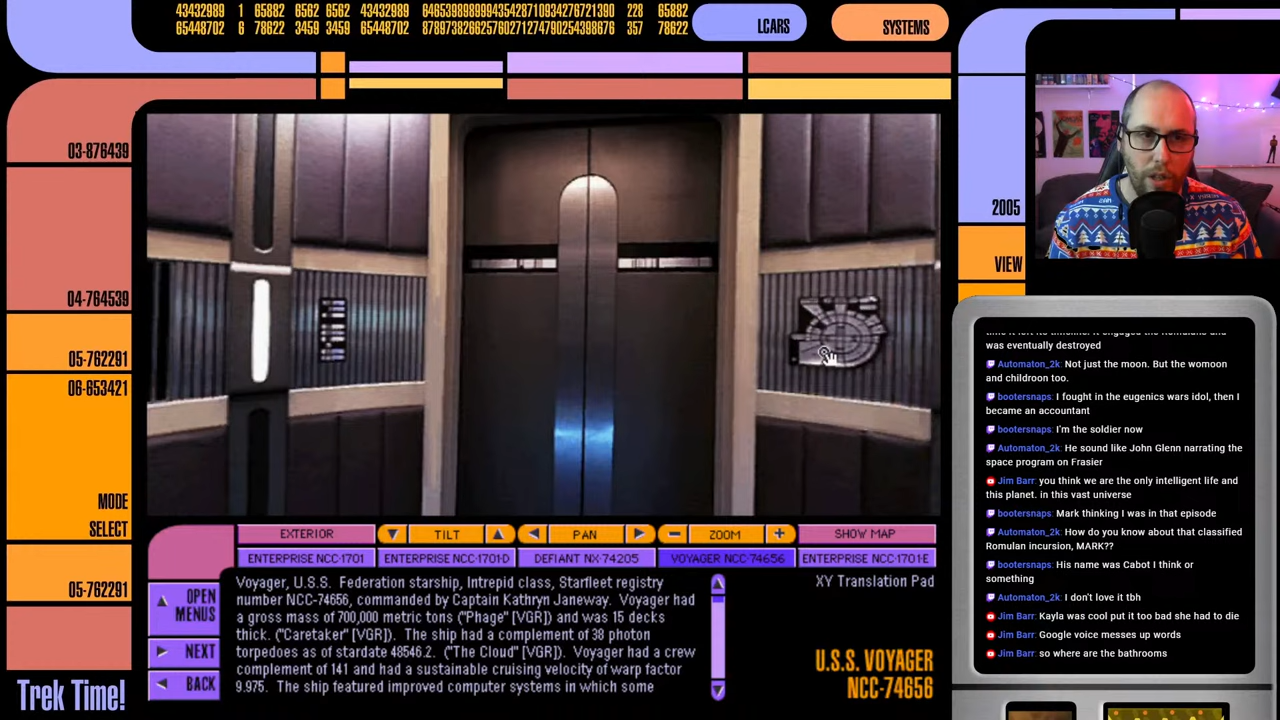 43432989 1 65882 6562 6562 43432989 64653989899435428710934276721380 228 65882
65448702 6 78622 3459 3459 65448702 878973826625760271274790254398676 357 78622
LCARS
SYSTEMS
03-876439
04-764539
05-762291
06-653421
MODE
SELECT
05-762291
Trek Time!
2005
VIEW
EXTERIOR
TILT
PAN
ZOOM
SHOW MAP
ENTERPRISE NCC-1701
ENTERPRISE NCC-1701-D
DEFIANT NX-74205
VOYAGER NCC-74656
ENTERPRISE NCC-1701-E
OPEN
MENUS
NEXT
BACK
Voyager, U.S.S. Federation starship, Intrepid class, Starfleet registry
number NCC-74656, commanded by Captain Kathryn Janeway. Voyager had
a gross mass of 700,000 metric tons ("Phage" [VGR]) and was 15 decks
thick. ("Caretaker" [VGR]). The ship had a complement of 38 photon
torpedoes as of stardate 48546.2. ("The Cloud" [VGR]). Voyager had a crew
complement of 141 and had a sustainable cruising velocity of warp factor
9.975. The ship featured improved computer systems in which some
XY Translation Pad
U.S.S. VOYAGER
NCC-74656
was eventually destroyed
Automaton_2k: Not just the moon. But the womoon
and childroon too.
bootersnaps: I fought in the eugenics wars idol, then I
became an accountant
bootersnaps: I'm the soldier now
Automaton_2k: He sound like John Glenn narrating the
space program on Frasier
Jim Barr: you think we are the only intelligent life and
this planet. in this vast universe
bootersnaps: Mark thinking I was in that episode
Automaton_2k: How do you know about that classified
Romulan incursion, MARK??
bootersnaps: His name was Cabot I think or
something
Automaton_2k: I don't love it tbh
Jim Barr: Kayla was cool put it too bad she had to die
Jim Barr: Google voice messes up words
Jim Barr: so where are the bathrooms